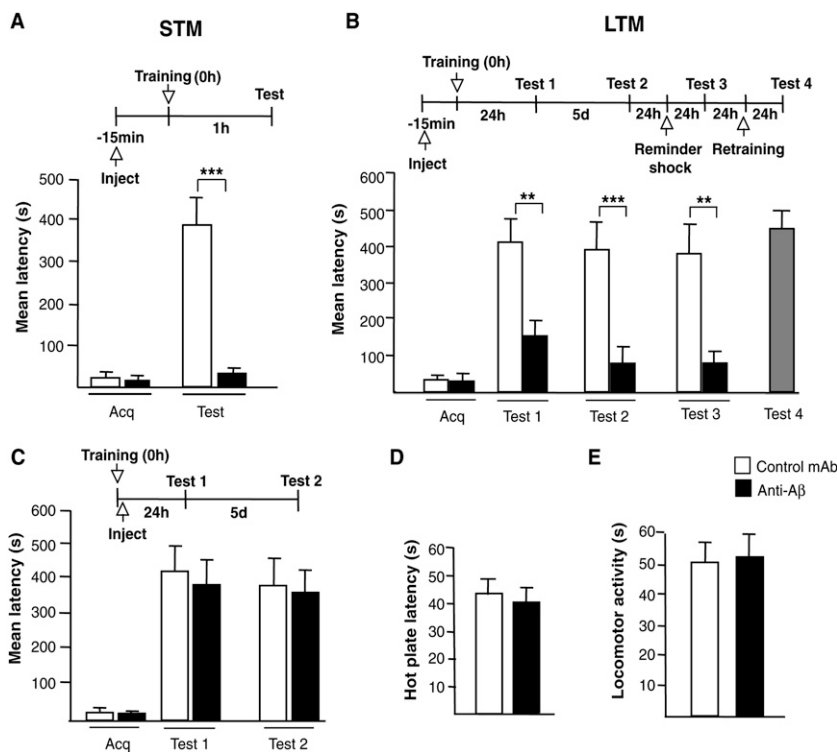 A
STM
Training (0h)
Test
-15min
1h
Inject
***
500
400
300
200
100
Mean latency (s)
Acq
Test
B
LTM
Training (0h)
Test 1
Test 2
Test 3
Test 4
-15min
24h
5d
24h
24h
24h
24h
Inject
Reminder
shock
Retraining
600
500
400
300
200
100
Mean latency (s)
**
***
**
Acq
Test 1
Test 2
Test 3
Test 4
C
Training (0h)
Test 1
Test 2
24h
5d
Inject
600
500
400
300
200
100
Mean latency (s)
Acq
Test 1
Test 2
D
60
50
40
30
20
10
Hot plate latency (s)
E
Control mAb
Anti-Aβ
60
50
40
30
20
10
Locomotor activity (s)